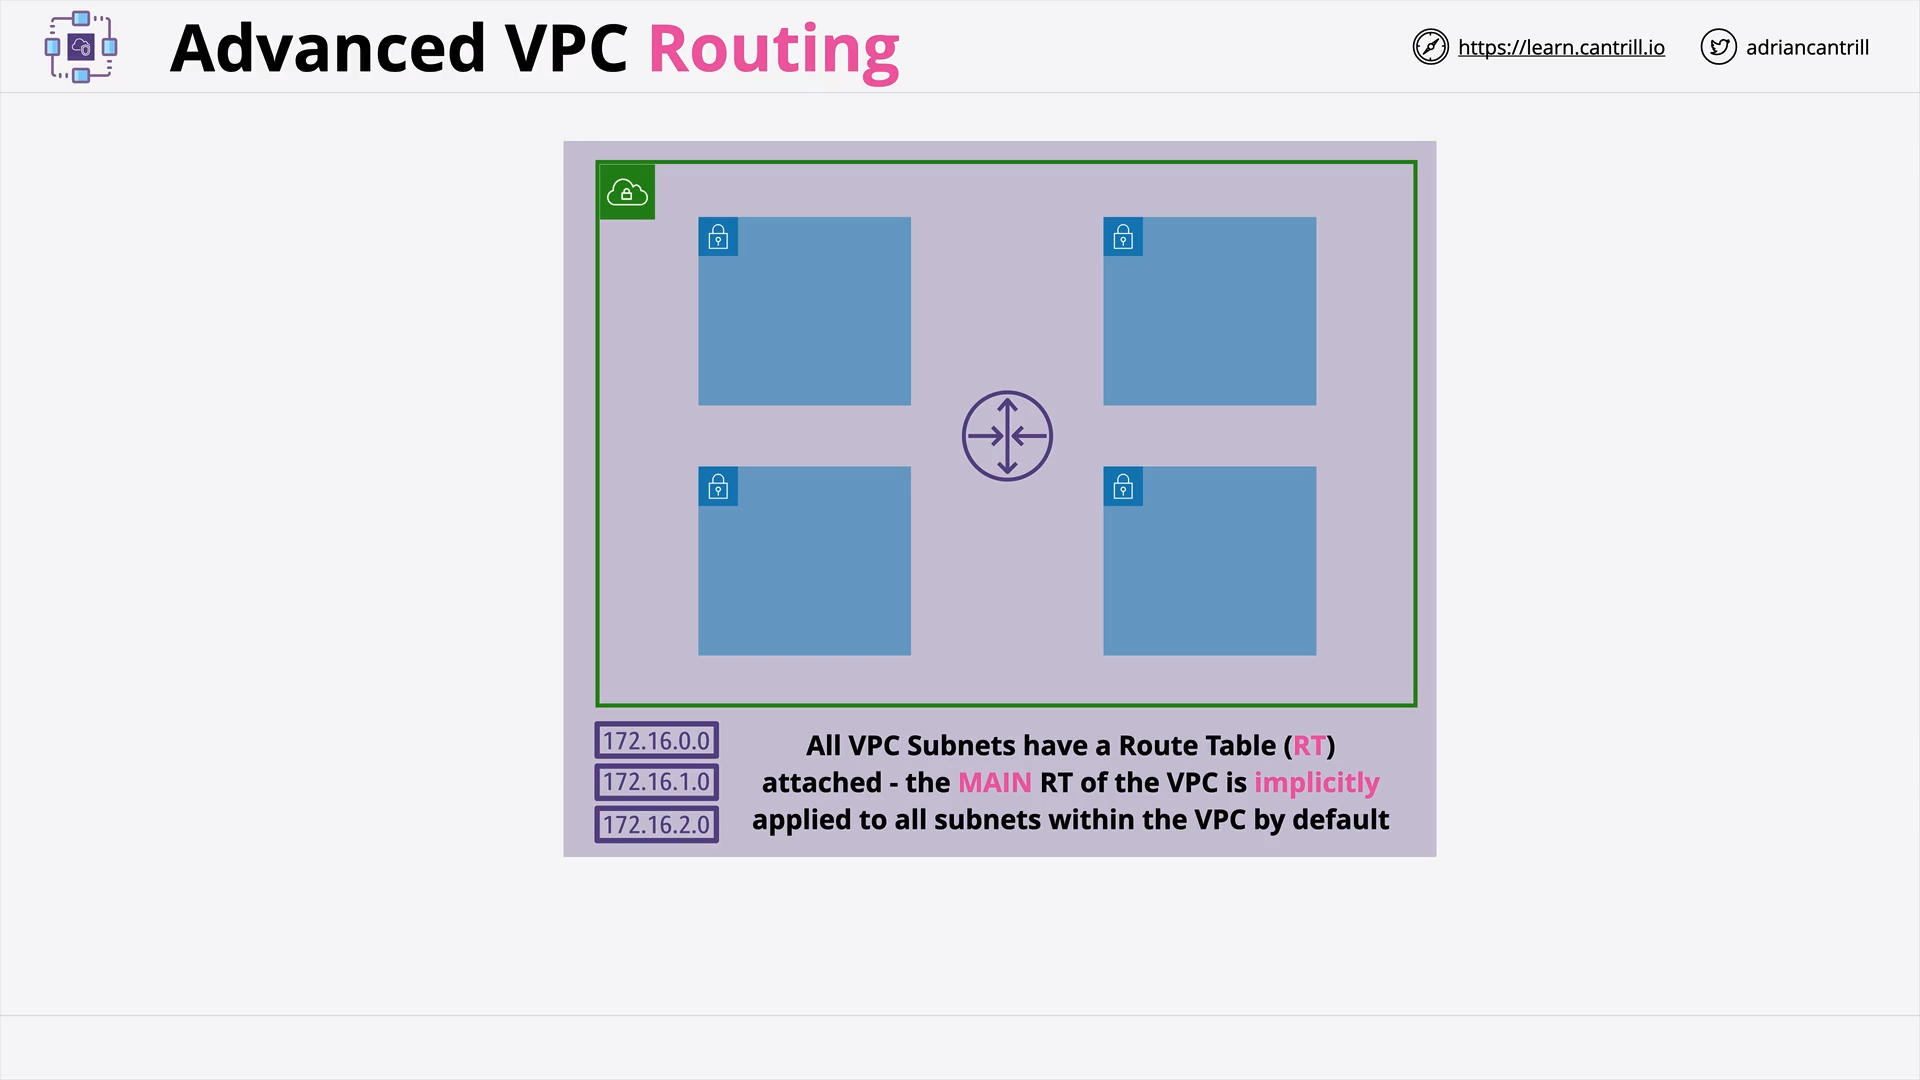 Advanced VPC Routing
https://learn.cantrill.io
adriancantrill
172.16.0.0
172.16.1.0
172.16.2.0
All VPC Subnets have a Route Table (RT)
attached - the MAIN RT of the VPC is implicitly
applied to all subnets within the VPC by default